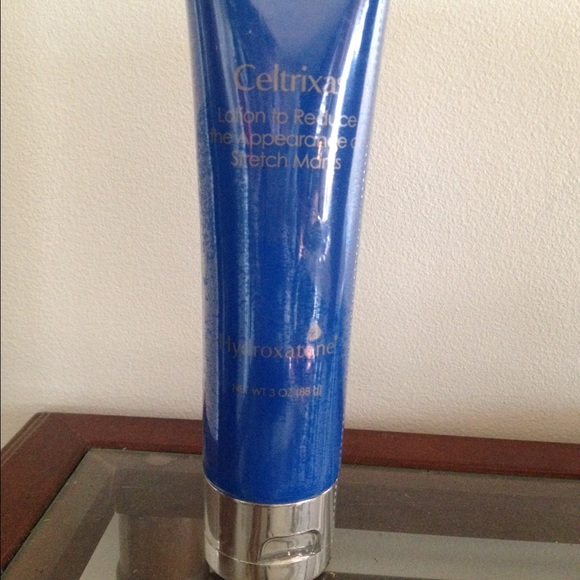 Celtrixa
Lotion to Reduce
the Appearance of
Stretch Marks
Hydroxatone®
NET WT 3 OZ (88 g)